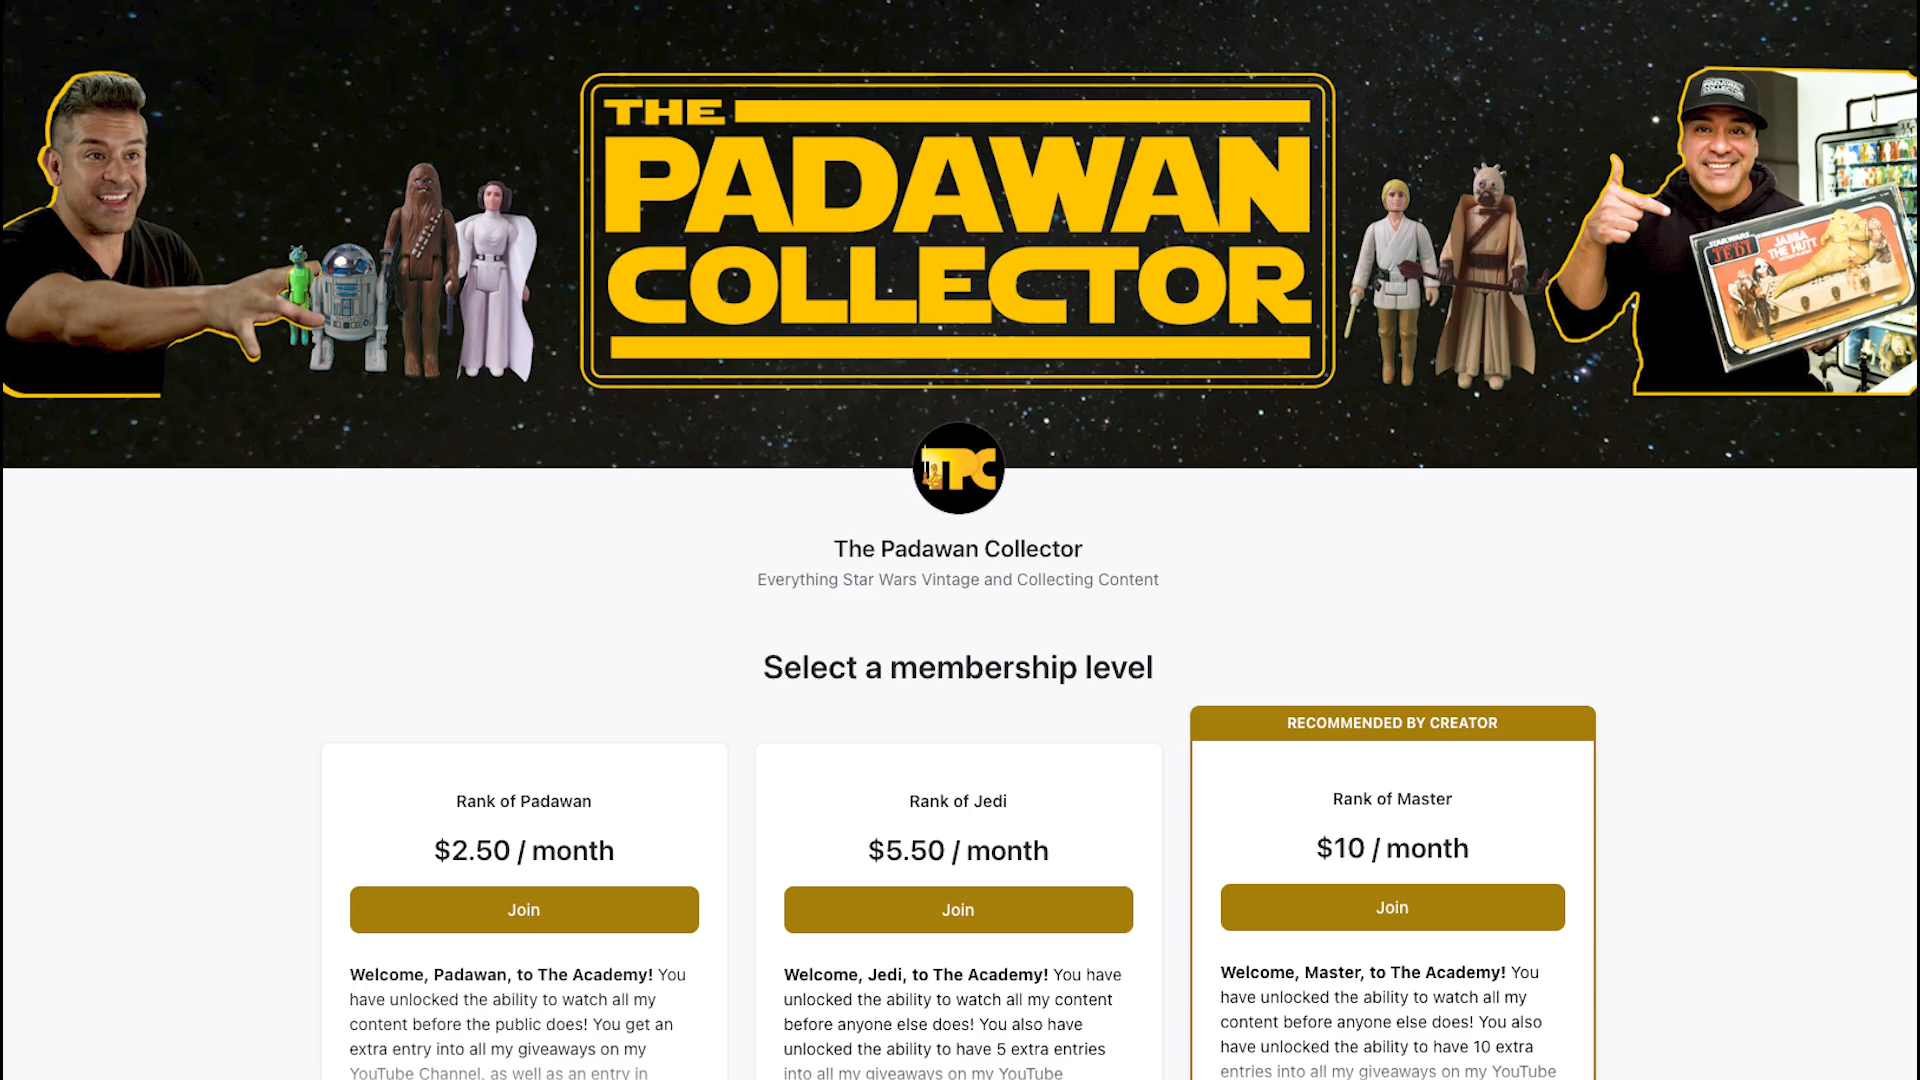 THE
PADAWAN
COLLECTOR
STAR WARS
JEDI
JABBA
THE HUTT
TPC
The Padawan Collector
Everything Star Wars Vintage and Collecting Content
Select a membership level
Rank of Padawan
$2.50 / month
Join
Welcome, Padawan, to The Academy! You
have unlocked the ability to watch all my
content before the public does! You get an
extra entry into all my giveaways on my
YouTube Channel, as well as an entry in
Rank of Jedi
$5.50 / month
Join
Welcome, Jedi, to The Academy! You have
unlocked the ability to watch all my content
before anyone else does! You also have
unlocked the ability to have 5 extra entries
into all my giveaways on my YouTube
RECOMMENDED BY CREATOR
Rank of Master
$10 / month
Join
Welcome, Master, to The Academy! You
have unlocked the ability to watch all my
content before anyone else does! You also
have unlocked the ability to have 10 extra
entries into all my giveaways on my YouTube